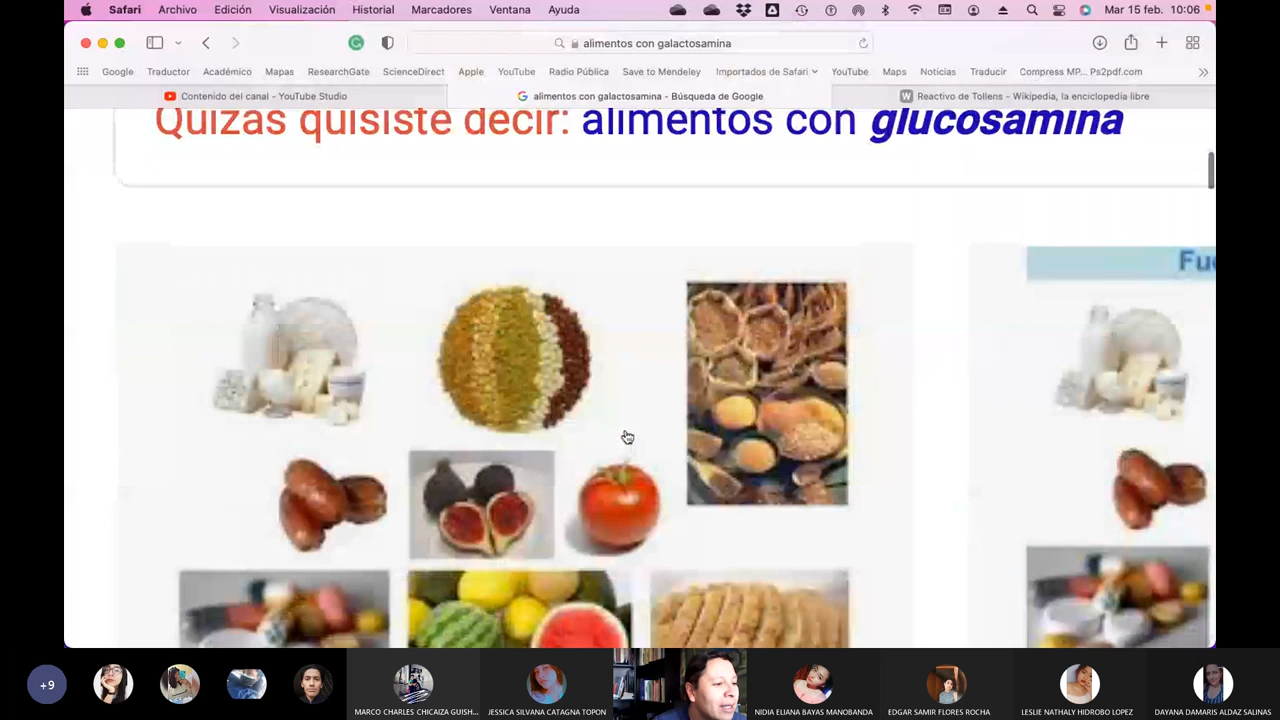 Safari Archivo Edición Visualización Historial Marcadores Ventana Ayuda Mar 15 feb. 10:06
alimentos con galactosamina
Google Traductor Académico Mapas ResearchGate ScienceDirect Apple YouTube Radio Pública Save to Mendeley Importados de Safari YouTube Maps Noticias Traducir Compress MP... Ps2pdf.com
Contenido del canal - YouTube Studio alimentos con galactosamina - Búsqueda de Google Reactivo de Tollens - Wikipedia, la enciclopedia libre
Quizás quisiste decir: alimentos con glucosamina
Fue
+9
MARCO CHARLES CHICAIZA GUISH... JESSICA SILVANA CATAGNA TOPON NIDIA ELIANA BAYAS MANOBANDA EDGAR SAMIR FLORES ROCHA LESLIE NATHALY HIDROBO LOPEZ DAYANA DAMARIS ALDAZ SALINAS